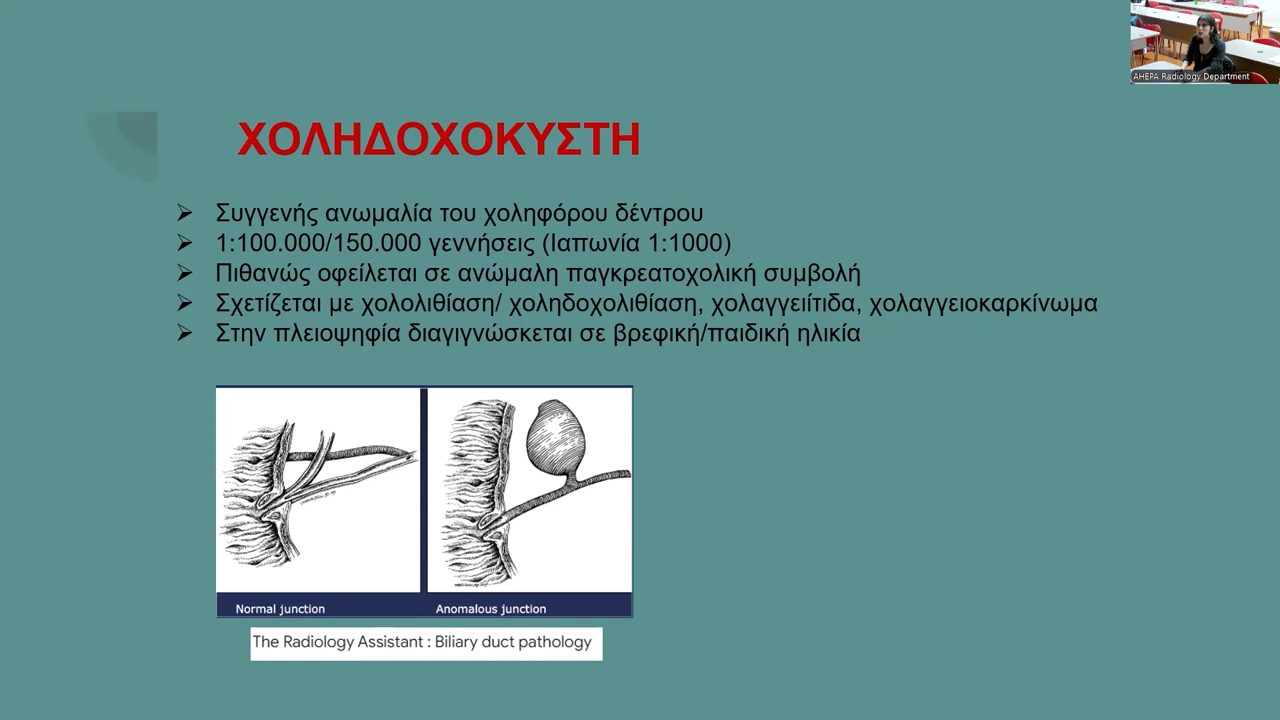 AHEPA Radiology Department
ΧΟΛΗΔΟΧΟΚΥΣΤΗ
Συγγενής ανωμαλία του χοληφόρου δέντρου
1:100.000/150.000 γεννήσεις (Ιαπωνία 1:1000)
Πιθανώς οφείλεται σε ανώμαλη παγκρεατοχολική συμβολή
Σχετίζεται με χολολιθίαση/ χοληδοχολιθίαση, χολαγγειίτιδα, χολαγγειοκαρκίνωμα
Στην πλειοψηφία διαγιγνώσκεται σε βρεφική/παιδική ηλικία
Normal junction
Anomalous junction
The Radiology Assistant : Biliary duct pathology